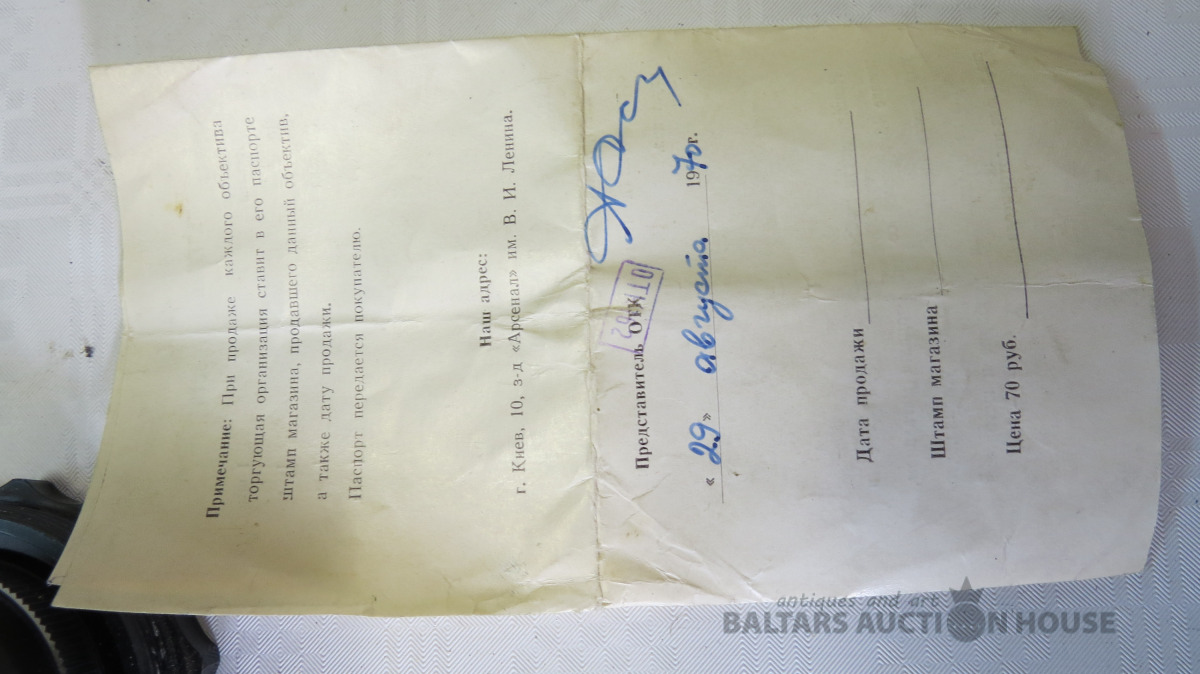 Примечание: При продаже каждого объектива
торгующая организация ставит в его паспорте
штамп магазина, продавшего данный объектив,
а также дату продажи.
Паспорт передается покупателю.
Наш адрес:
г. Киев, 10, з-д «Арсенал» им. В. И. Ленина.
Представитель ОТК
ОТК
« 29 » августа 1970г.
Дата продажи
Штамп магазина
Цена 70 руб.
antiques and art
BALTARS AUCTION HOUSE